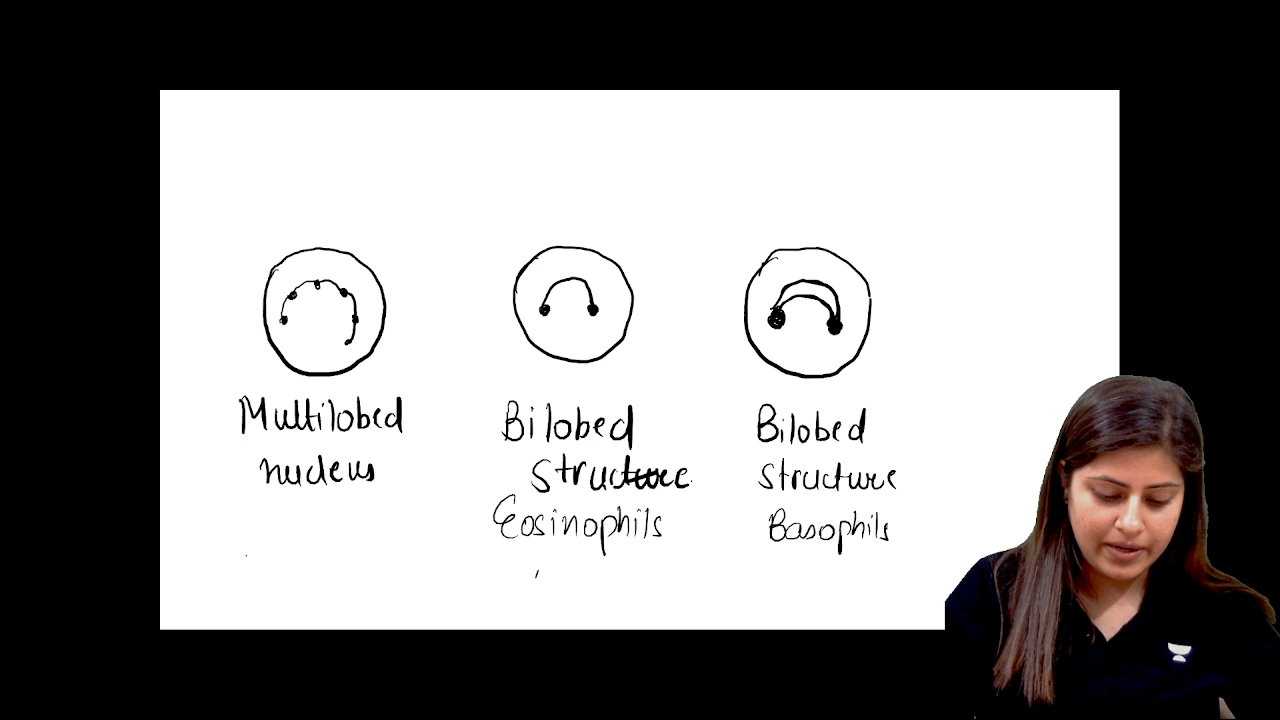 Multilobed
nucleus
Bilobed
structure
Eosinophils
Bilobed
structure
Basophils